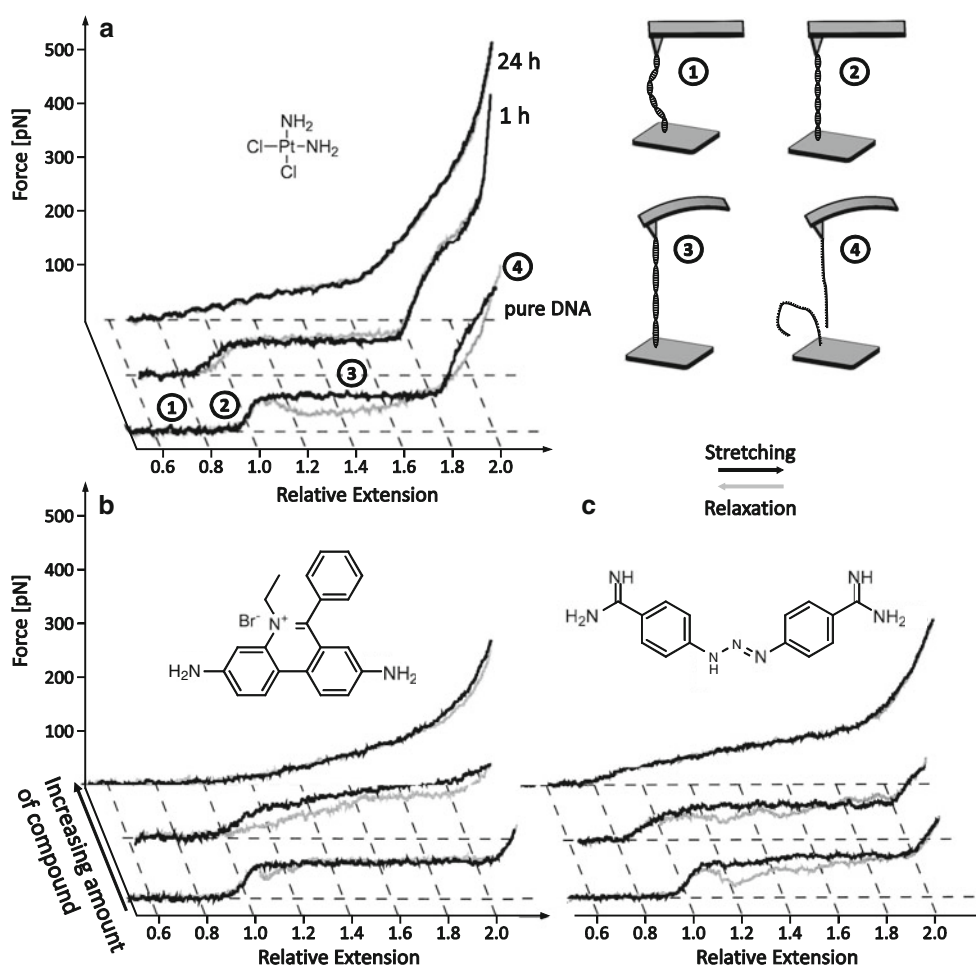 a
500
400
300
200
100
Force [pN]
24 h
1 h
NH2
Cl Pt NH2
Cl
4
pure DNA
3
1
2
0.6 0.8 1.0 1.2 1.4 1.6 1.8 2.0
Relative Extension
1
2
3
4
Stretching
Relaxation
b
500
400
300
200
100
Force [pN]
Br- N+
H2N
NH2
Increasing amount
of compound
0.6 0.8 1.0 1.2 1.4 1.6 1.8 2.0
Relative Extension
c
NH
NH
H2N
NH2
N
N N
H
0.6 0.8 1.0 1.2 1.4 1.6 1.8 2.0
Relative Extension